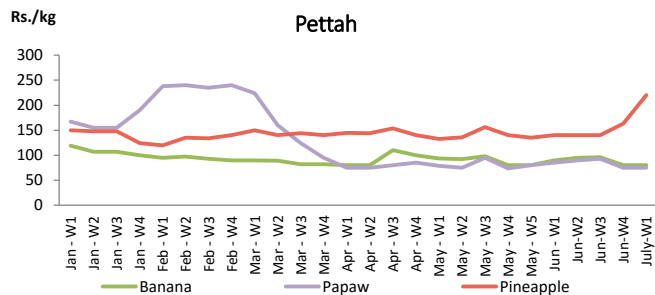 Rs./kg
Pettah
300
250
200
150
100
50
0
Jan - W1
Jan - W2
Jan - W3
Jan - W4
Feb - W1
Feb - W2
Feb - W3
Feb - W4
Mar - W1
Mar - W2
Mar - W3
Mar - W4
Apr - W1
Apr - W2
Apr - W3
Apr - W4
May - W1
May - W2
May - W3
May - W4
May - W5
Jun - W1
Jun-W2
Jun-W3
Jun - W4
July-W1
Banana
Papaw
Pineapple